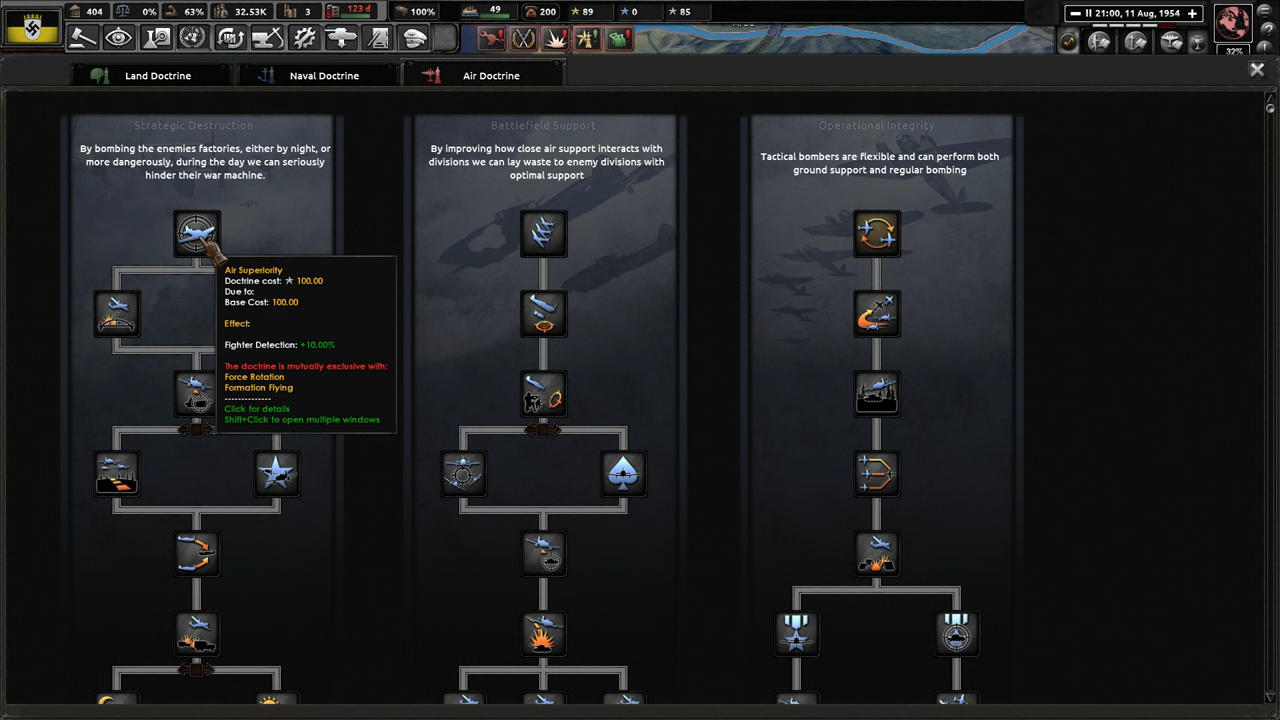 404
0%
63%
32.53K
3
123 d
100%
49
200
89
0
85
21:00, 11 Aug, 1954
32%
Land Doctrine
Naval Doctrine
Air Doctrine
Strategic Destruction
By bombing the enemies factories, either by night, or
more dangerously, during the day we can seriously
hinder their war machine.
Battlefield Support
By improving how close air support interacts with
divisions we can lay waste to enemy divisions with
optimal support
Operational Integrity
Tactical bombers are flexible and can perform both
ground support and regular bombing
Air Superiority
Doctrine cost: 100.00
Due to:
Base Cost: 100.00
Effect:
Fighter Detection: +10.00%
The doctrine is mutually exclusive with:
Force Rotation
Formation Flying
--------------
Click for details
Shift+Click to open multiple windows